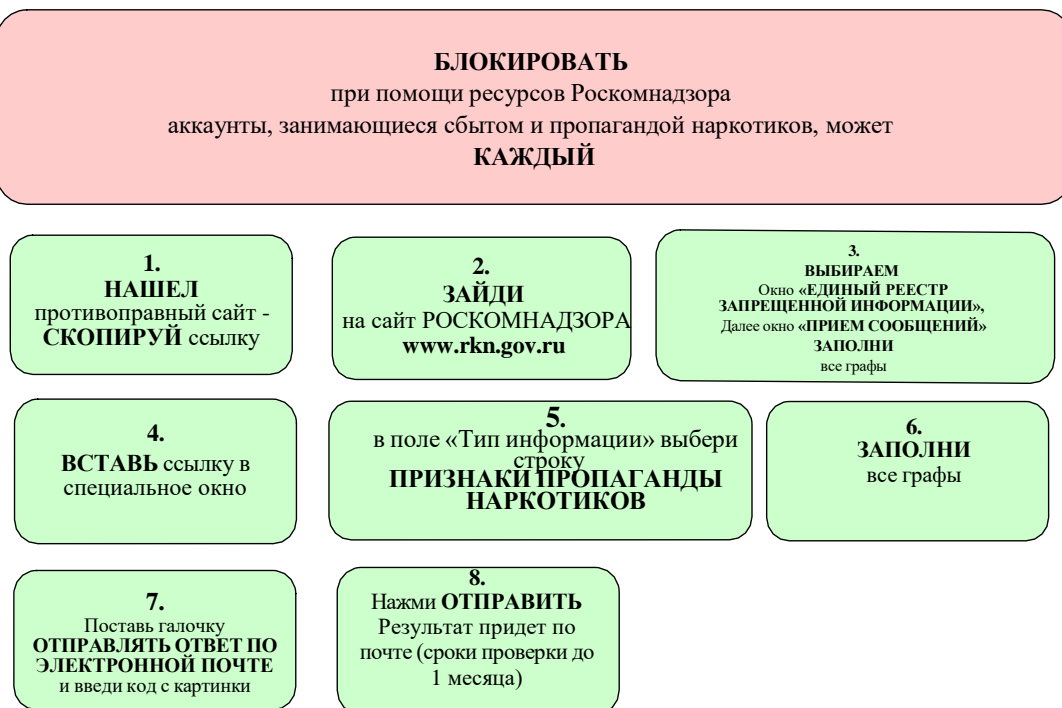 БЛОКИРОВАТЬ
при помощи ресурсов Роскомнадзора
аккаунты, занимающиеся сбытом и пропагандой наркотиков, может
КАЖДЫЙ
1.
НАШЕЛ
противоправный сайт -
СКОПИРУЙ ссылку
2.
ЗАЙДИ
на сайт РОСКОМНАДЗОРА
www.rkn.gov.ru
3.
ВЫБИРАЕМ
Окно «ЕДИНЫЙ РЕЕСТР
ЗАПРЕЩЕННОЙ ИНФОРМАЦИИ»,
Далее окно «ПРИЕМ СООБЩЕНИЙ»
ЗАПОЛНИ
все графы
4.
ВСТАВЬ ссылку в
специальное окно
5.
в поле «Тип информации» выбери
строку
ПРИЗНАКИ ПРОПАГАНДЫ
НАРКОТИКОВ
6.
ЗАПОЛНИ
все графы
7.
Поставь галочку
ОТПРАВЛЯТЬ ОТВЕТ ПО
ЭЛЕКТРОННОЙ ПОЧТЕ
и введи код с картинки
8.
Нажми ОТПРАВИТЬ
Результат придет по
почте (сроки проверки до
1 месяца)